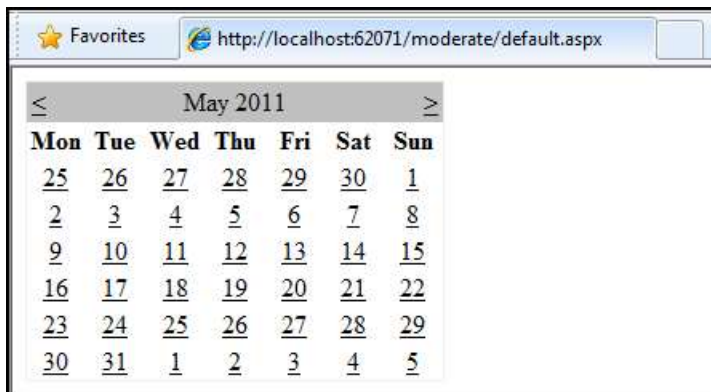 Favorites http://localhost:62071/moderate/default.aspx
< May 2011 >
Mon Tue Wed Thu Fri Sat Sun
25 26 27 28 29 30 1
2 3 4 5 6 7 8
9 10 11 12 13 14 15
16 17 18 19 20 21 22
23 24 25 26 27 28 29
30 31 1 2 3 4 5